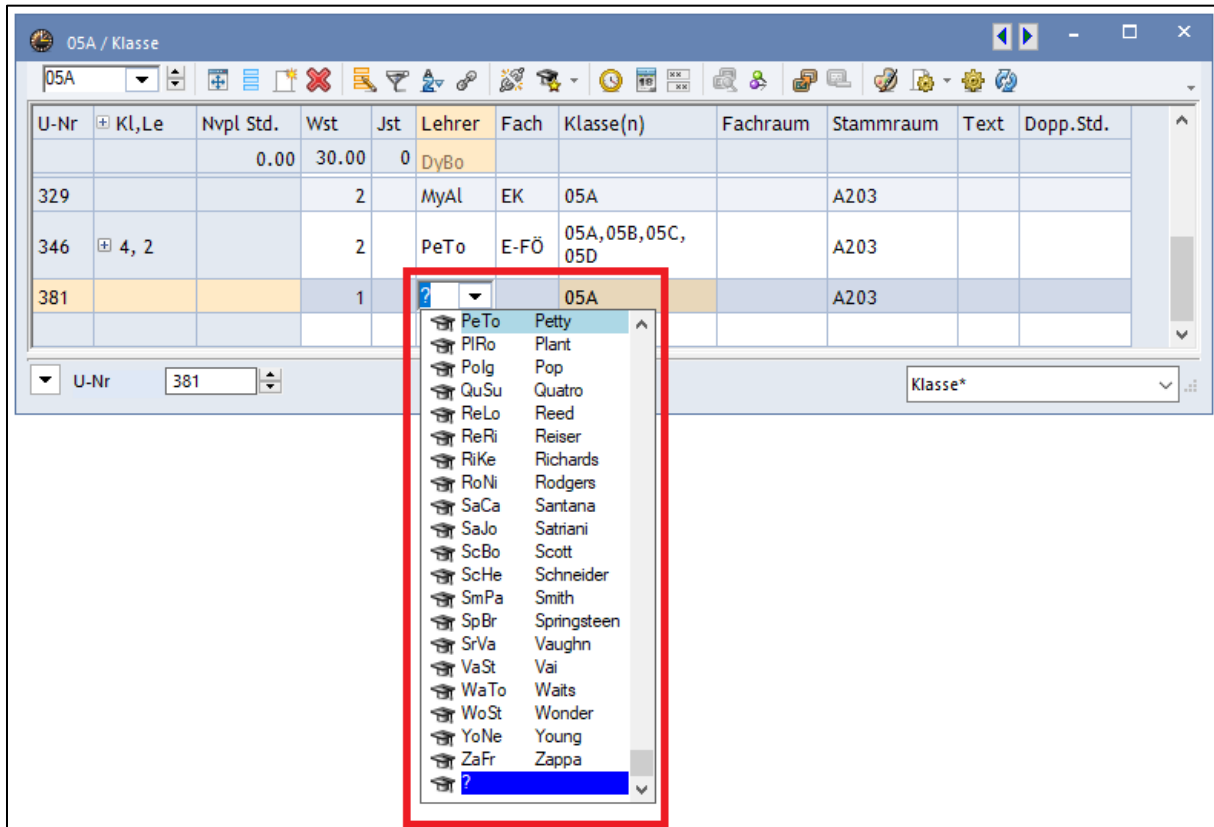 05A / Klasse
05A
U-Nr Kl,Le Nvpl Std. Wst Jst Lehrer Fach Klasse(n) Fachraum Stammraum Text Dopp.Std.
0.00 30.00 0 DyBo
329 2 MyAl EK 05A A203
346 4, 2 2 PeTo E-FÖ 05A,05B,05C, 05D A203
381 1 ? 05A A203
PeTo Petty
PlRo Plant
PoIg Pop
QuSu Quatro
ReLo Reed
ReRi Reiser
RiKe Richards
RoNi Rodgers
SaCa Santana
SaJo Satriani
ScBo Scott
ScHe Schneider
SmPa Smith
SpBr Springsteen
SrVa Vaughn
VaSt Vai
WaTo Waits
WoSt Wonder
YoNe Young
ZaFr Zappa
?
U-Nr 381 Klasse*